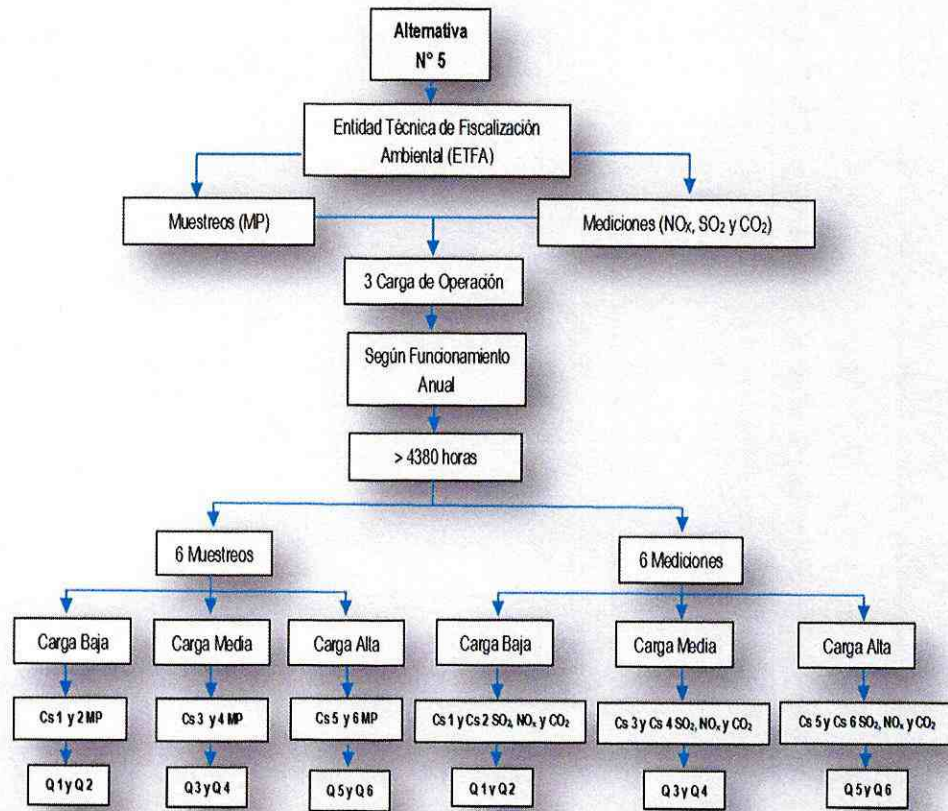 Alternativa
N° 5
Entidad Técnica de Fiscalización
Ambiental (ETFA)
Muestreos (MP)
Mediciones (NOX, SO2 y CO2)
3 Carga de Operación
Según Funcionamiento
Anual
> 4380 horas
6 Muestreos
6 Mediciones
Carga Baja
Carga Media
Carga Alta
Carga Baja
Carga Media
Carga Alta
Cs 1 y 2 MP
Cs 3 y 4 MP
Cs 5 y 6 MP
Cs 1 y Cs 2 SO2, NOx y CO2
Cs 3 y Cs 4 SO2, NOx y CO2
Cs 5 y Cs 6 SO2, NOx y CO2
Q 1 y Q 2
Q 3 y Q 4
Q 5 y Q 6
Q 1 y Q 2
Q 3 y Q 4
Q 5 y Q 6